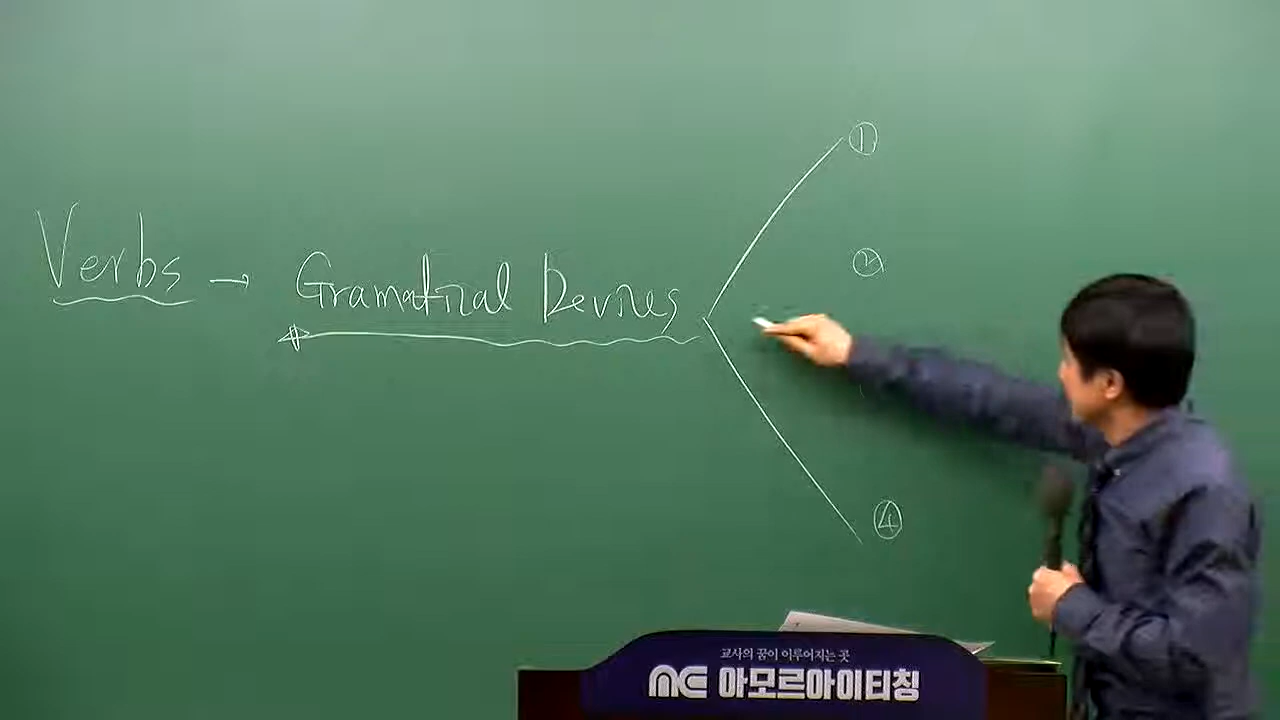 ①
②
Verbs → Gramatical Devices
④
교사의 꿈이 이루어지는 곳
아모르아이티칭